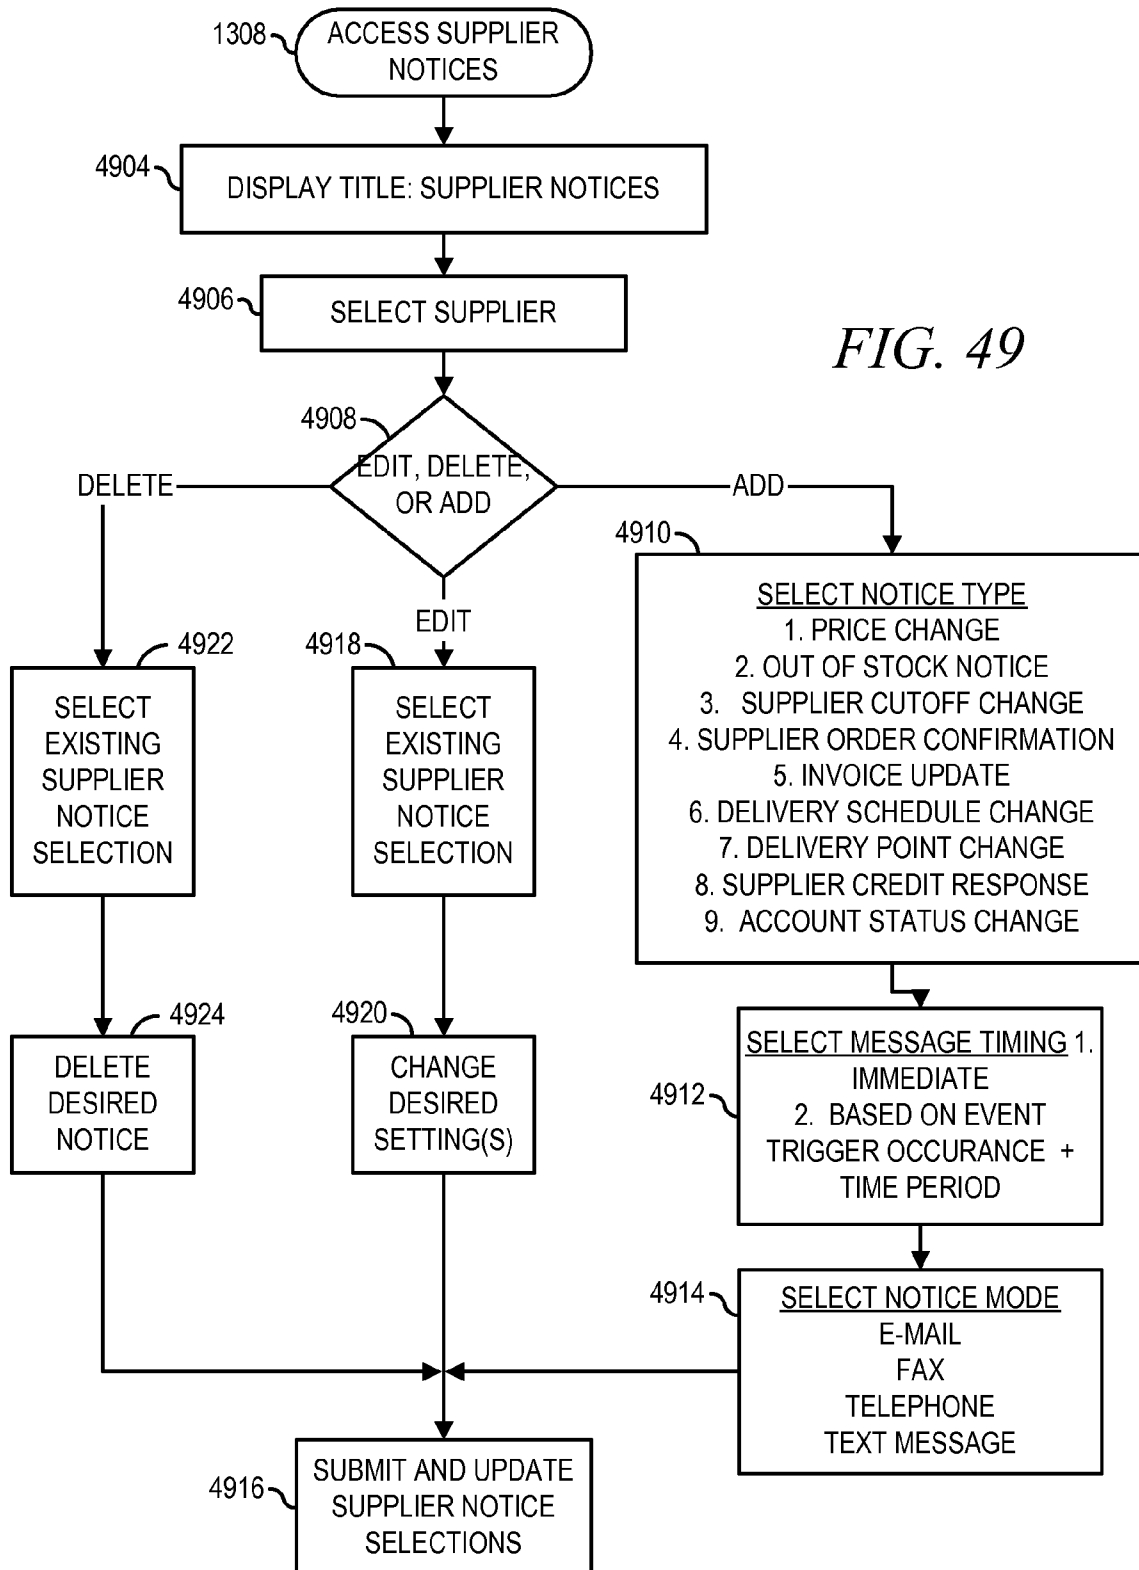 1308
ACCESS SUPPLIER
NOTICES
4904
DISPLAY TITLE: SUPPLIER NOTICES
4906
SELECT SUPPLIER
FIG. 49
4908
EDIT, DELETE,
OR ADD
DELETE
ADD
EDIT
4910
SELECT NOTICE TYPE
1. PRICE CHANGE
2. OUT OF STOCK NOTICE
3. SUPPLIER CUTOFF CHANGE
4. SUPPLIER ORDER CONFIRMATION
5. INVOICE UPDATE
6. DELIVERY SCHEDULE CHANGE
7. DELIVERY POINT CHANGE
8. SUPPLIER CREDIT RESPONSE
9. ACCOUNT STATUS CHANGE
4922
SELECT
EXISTING
SUPPLIER
NOTICE
SELECTION
4918
SELECT
EXISTING
SUPPLIER
NOTICE
SELECTION
4924
DELETE
DESIRED
NOTICE
4920
CHANGE
DESIRED
SETTING(S)
4912
SELECT MESSAGE TIMING 1.
IMMEDIATE
2. BASED ON EVENT
TRIGGER OCCURANCE +
TIME PERIOD
4914
SELECT NOTICE MODE
E-MAIL
FAX
TELEPHONE
TEXT MESSAGE
4916
SUBMIT AND UPDATE
SUPPLIER NOTICE
SELECTIONS